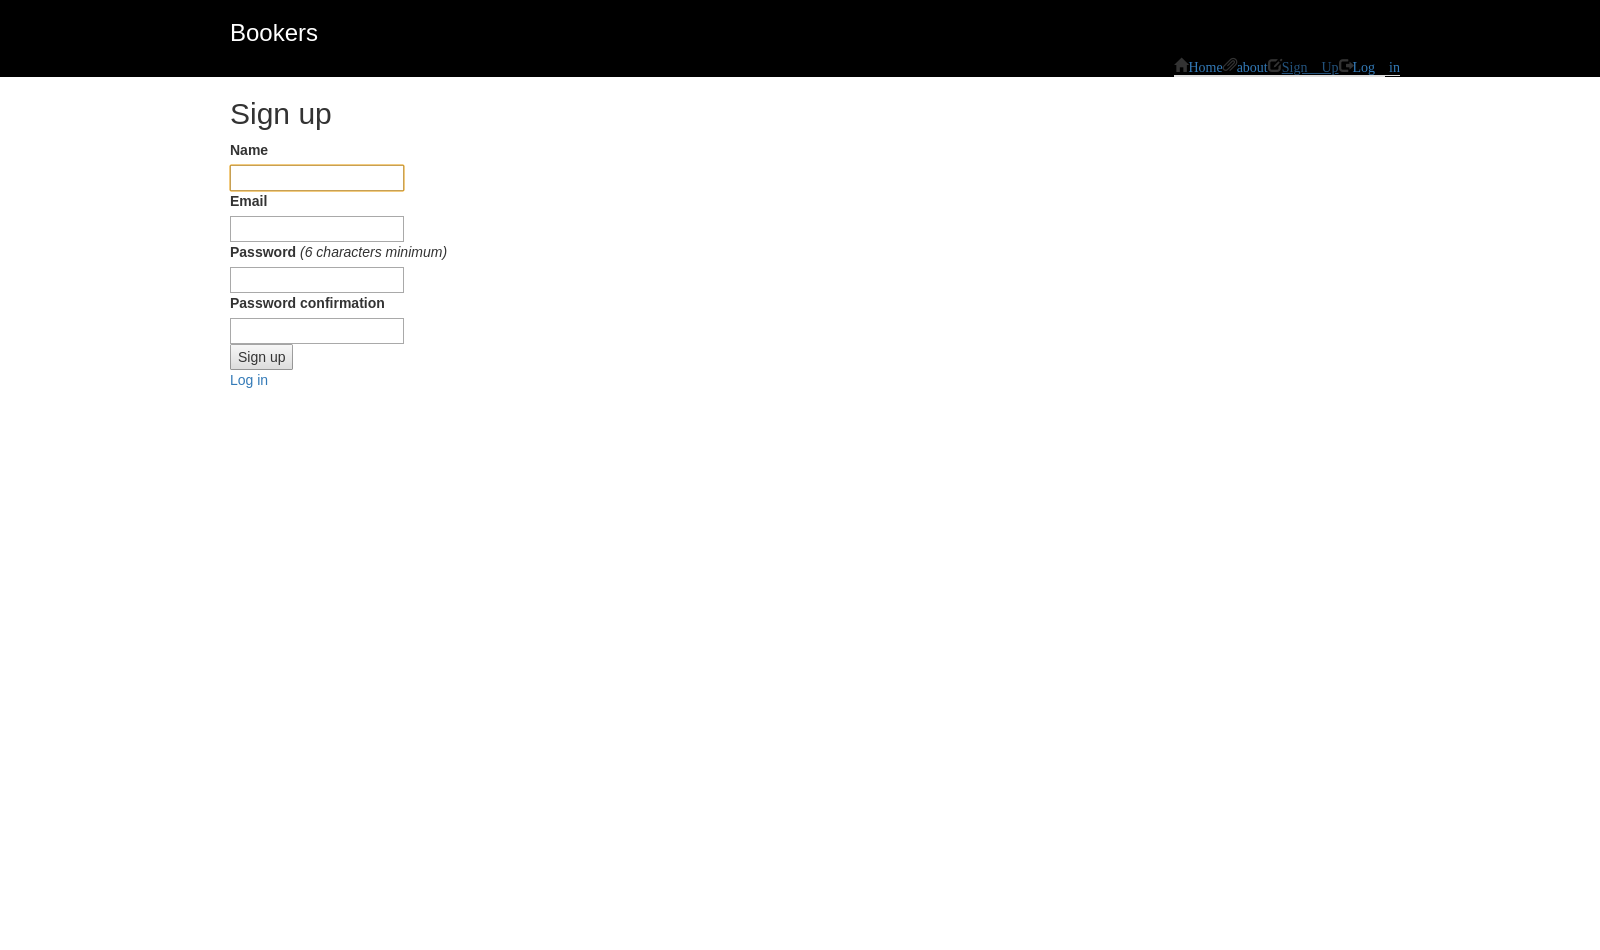 Bookers
Home about Sign Up Log in
Sign up
Name
Email
Password (6 characters minimum)
Password confirmation
Sign up
Log in